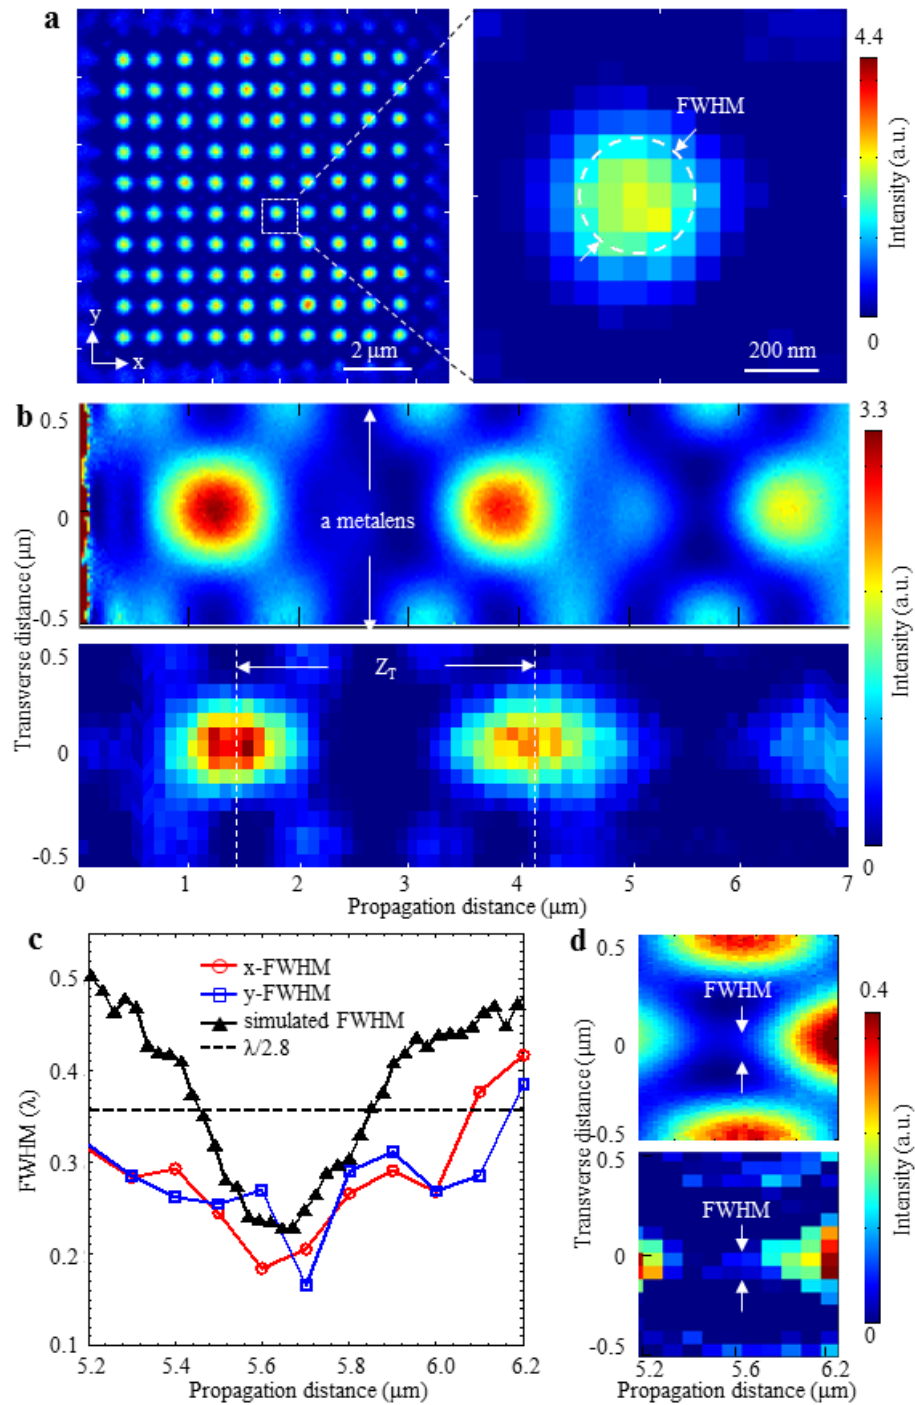 a
FWHM
y
x
2 μm
200 nm
4.4
Intensity (a.u.)
0
b
0.5
0
-0.5
a metalens
Transverse distance (μm)
3.3
Intensity (a.u.)
0
0.5
0
-0.5
Z_T
0 1 2 3 4 5 6 7
Propagation distance (μm)
c
x-FWHM
y-FWHM
simulated FWHM
λ/2.8
FWHM (λ)
0.5
0.4
0.3
0.2
0.1
5.2 5.4 5.6 5.8 6.0 6.2
Propagation distance (μm)
d
0.5
0
-0.5
FWHM
Transverse distance (μm)
0.5
0
-0.5
FWHM
5.2 5.6 6.2
Propagation distance (μm)
0.4
Intensity (a.u.)
0